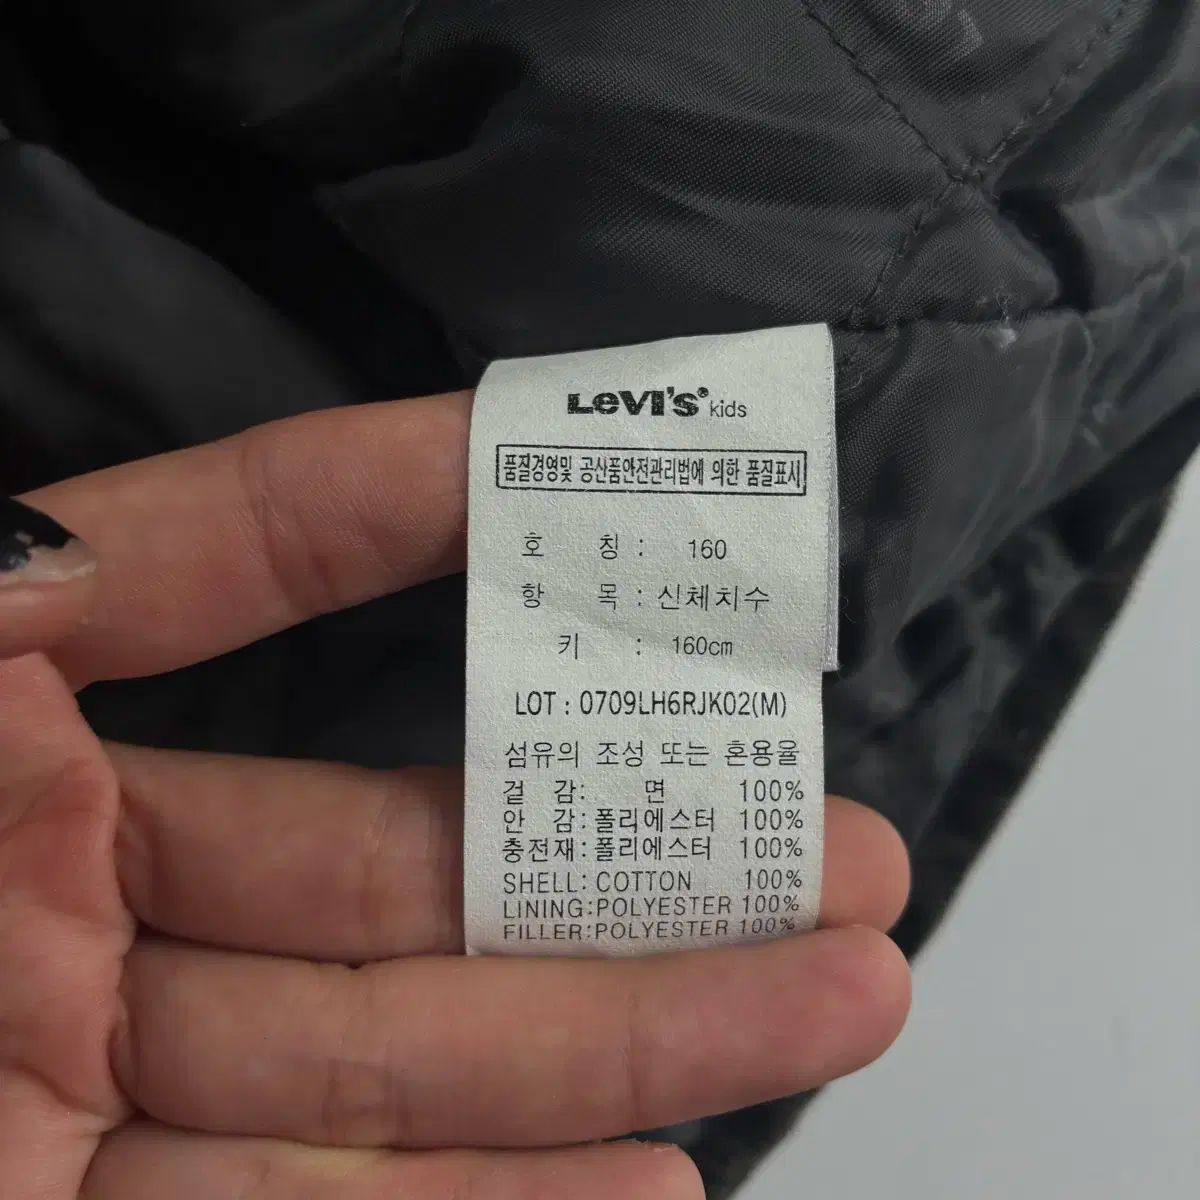 Levi's® kids
품질경영및 공산품안전관리법에 의한 품질표시
호 칭 : 160
항 목 : 신체치수
키 : 160cm
LOT : 0709LH6RJK02(M)
섬유의 조성 또는 혼용율
겉 감: 면 100%
안 감: 폴리에스터 100%
충전재: 폴리에스터 100%
SHELL: COTTON 100%
LINING: POLYESTER 100%
FILLER: POLYESTER 100%